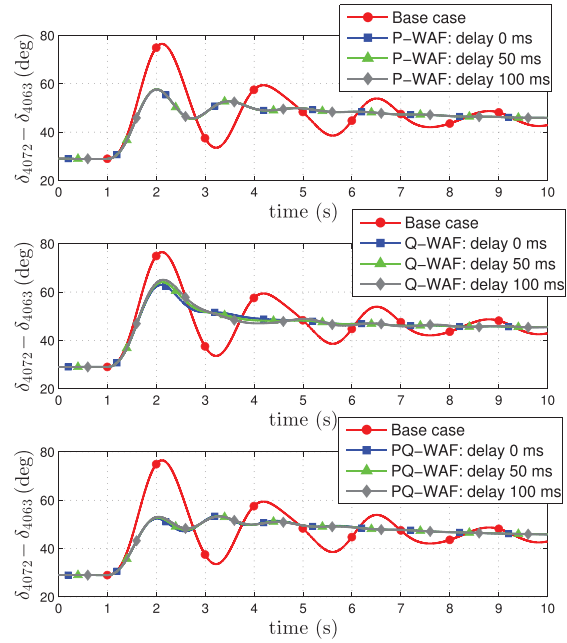 Base case
P−WAF: delay 0 ms
P−WAF: delay 50 ms
P−WAF: delay 100 ms
δ4072 − δ4063 (deg)
80
60
40
20
0 1 2 3 4 5 6 7 8 9 10
time (s)
Base case
Q−WAF: delay 0 ms
Q−WAF: delay 50 ms
Q−WAF: delay 100 ms
δ4072 − δ4063 (deg)
80
60
40
20
0 1 2 3 4 5 6 7 8 9 10
time (s)
Base case
PQ−WAF: delay 0 ms
PQ−WAF: delay 50 ms
PQ−WAF: delay 100 ms
δ4072 − δ4063 (deg)
80
60
40
20
0 1 2 3 4 5 6 7 8 9 10
time (s)